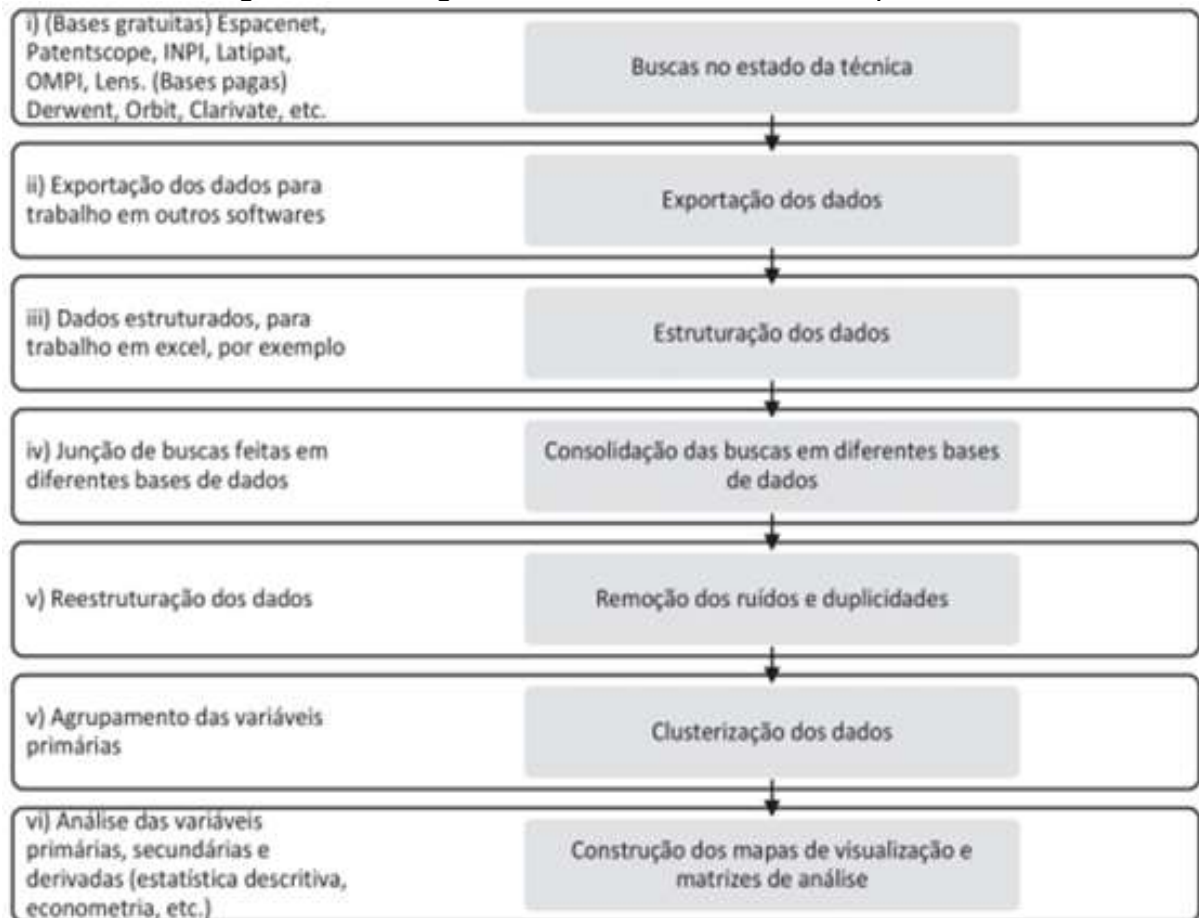 i) (Bases gratuitas) Espacenet,
Patentscope, INPI, Latipat,
OMPI, Lens. (Bases pagas)
Derwent, Orbit, Clarivate, etc.
Buscas no estado da técnica
ii) Exportação dos dados para
trabalho em outros softwares
Exportação dos dados
iii) Dados estruturados, para
trabalho em excel, por exemplo
Estruturação dos dados
iv) Junção de buscas feitas em
diferentes bases de dados
Consolidação das buscas em diferentes bases
de dados
v) Reestruturação dos dados
Remoção dos ruídos e duplicidades
v) Agrupamento das variáveis
primárias
Clusterização dos dados
vi) Análise das variáveis
primárias, secundárias e
derivadas (estatística descritiva,
econometria, etc.)
Construção dos mapas de visualização e
matrizes de análise